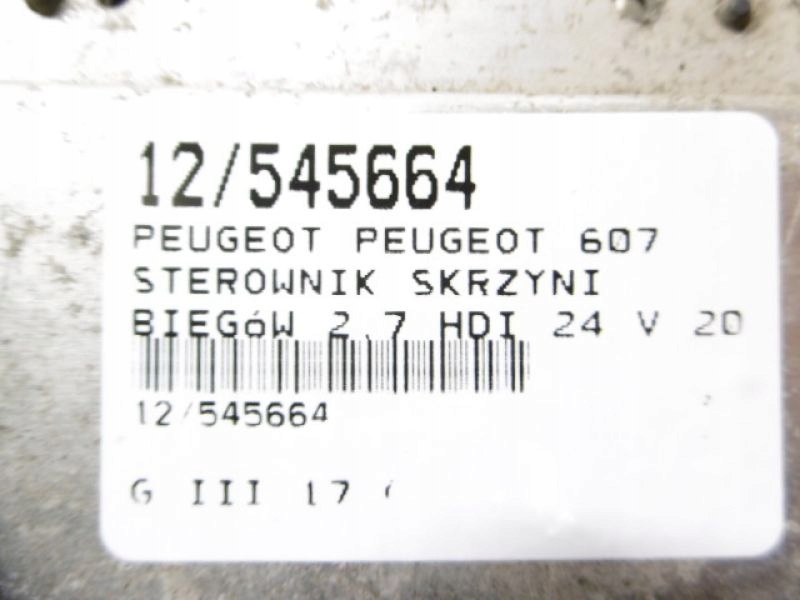 12/545664
PEUGEOT PEUGEOT 607
STEROWNIK SKRZYNI
BIEGóW 2.7 HDI 24 V 20
12/545664
G III 17